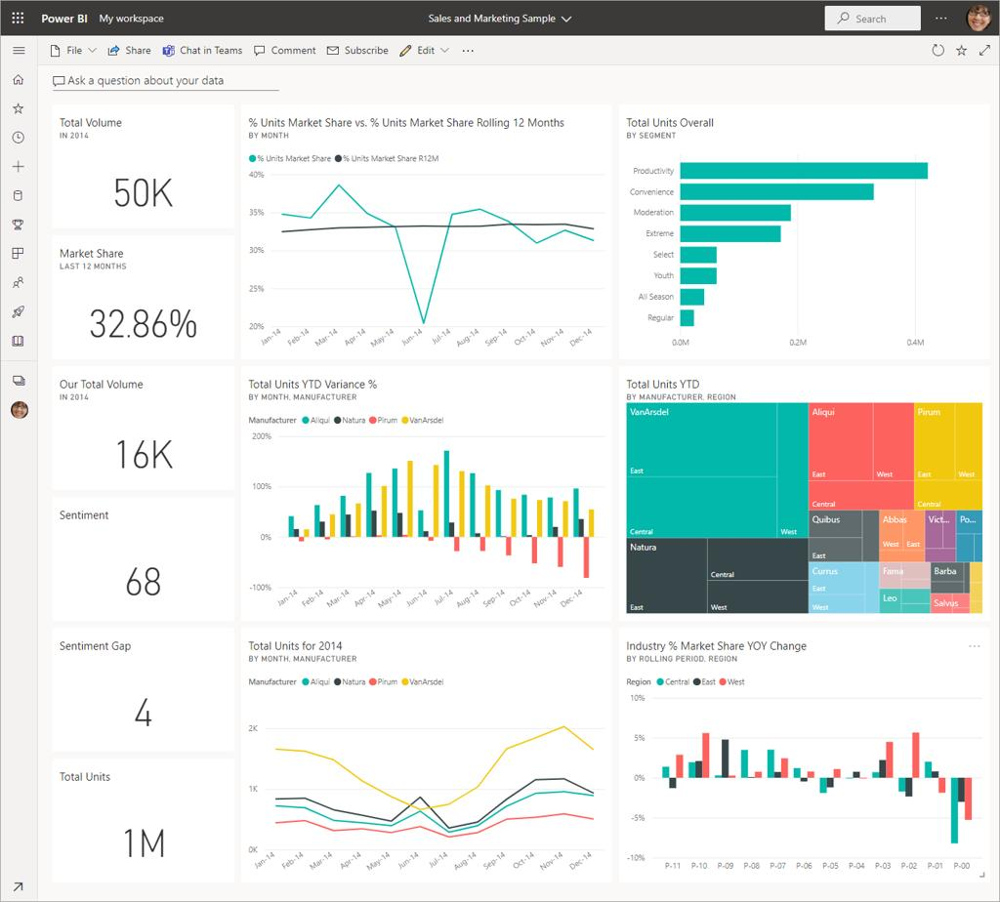 Power BI My workspace
Sales and Marketing Sample
Search
File
Share
Chat in Teams
Comment
Subscribe
Edit
Ask a question about your data
Total Volume
IN 2014
50K
% Units Market Share vs. % Units Market Share Rolling 12 Months
BY MONTH
% Units Market Share % Units Market Share R12M
40%
35%
30%
25%
20%
Jan-14 Feb-14 Mar-14 Apr-14 May-14 Jun-14 Jul-14 Aug-14 Sep-14 Oct-14 Nov-14 Dec-14
Total Units Overall
BY SEGMENT
Productivity
Convenience
Moderation
Extreme
Select
Youth
All Season
Regular
0.0M 0.2M 0.4M
Market Share
LAST 12 MONTHS
32.86%
Our Total Volume
IN 2014
16K
Total Units YTD Variance %
BY MONTH, MANUFACTURER
Manufacturer Aliqui Natura Pirum VanArsdel
200%
100%
0%
-100%
Jan-14 Feb-14 Mar-14 Apr-14 May-14 Jun-14 Jul-14 Aug-14 Sep-14 Oct-14 Nov-14 Dec-14
Total Units YTD
BY MANUFACTURER, REGION
VanArsdel
East
Central
West
Natura
East
Central
West
Aliqui
East
West
Central
Pirum
East
West
Central
Quibus
East
Abbas
West East
Vict...
Po...
Currus
East
West
Fama
Leo
Barba
Salvus
Sentiment
68
Sentiment Gap
4
Total Units for 2014
BY MONTH, MANUFACTURER
Manufacturer Aliqui Natura Pirum VanArsdel
2K
1K
0K
Jan-14 Feb-14 Mar-14 Apr-14 May-14 Jun-14 Jul-14 Aug-14 Sep-14 Oct-14 Nov-14 Dec-14
Industry % Market Share YOY Change
BY ROLLING PERIOD, REGION
Region Central East West
10%
5%
0%
-5%
-10%
P-11 P-10 P-09 P-08 P-07 P-06 P-05 P-04 P-03 P-02 P-01 P-00
Total Units
1M